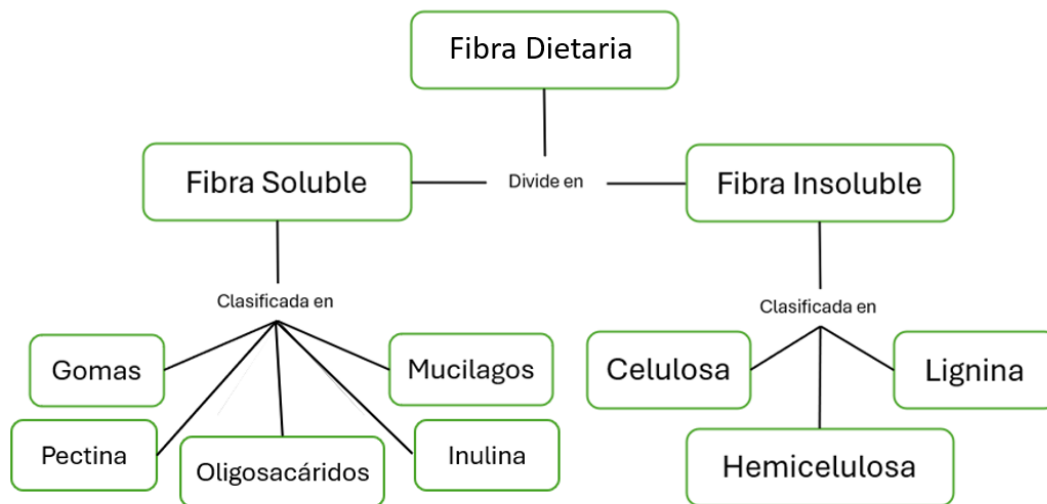 Fibra Dietaria
Fibra Soluble
Divide en
Fibra Insoluble
Clasificada en
Clasificada en
Gomas
Mucilagos
Celulosa
Lignina
Pectina
Oligosacáridos
Inulina
Hemicelulosa